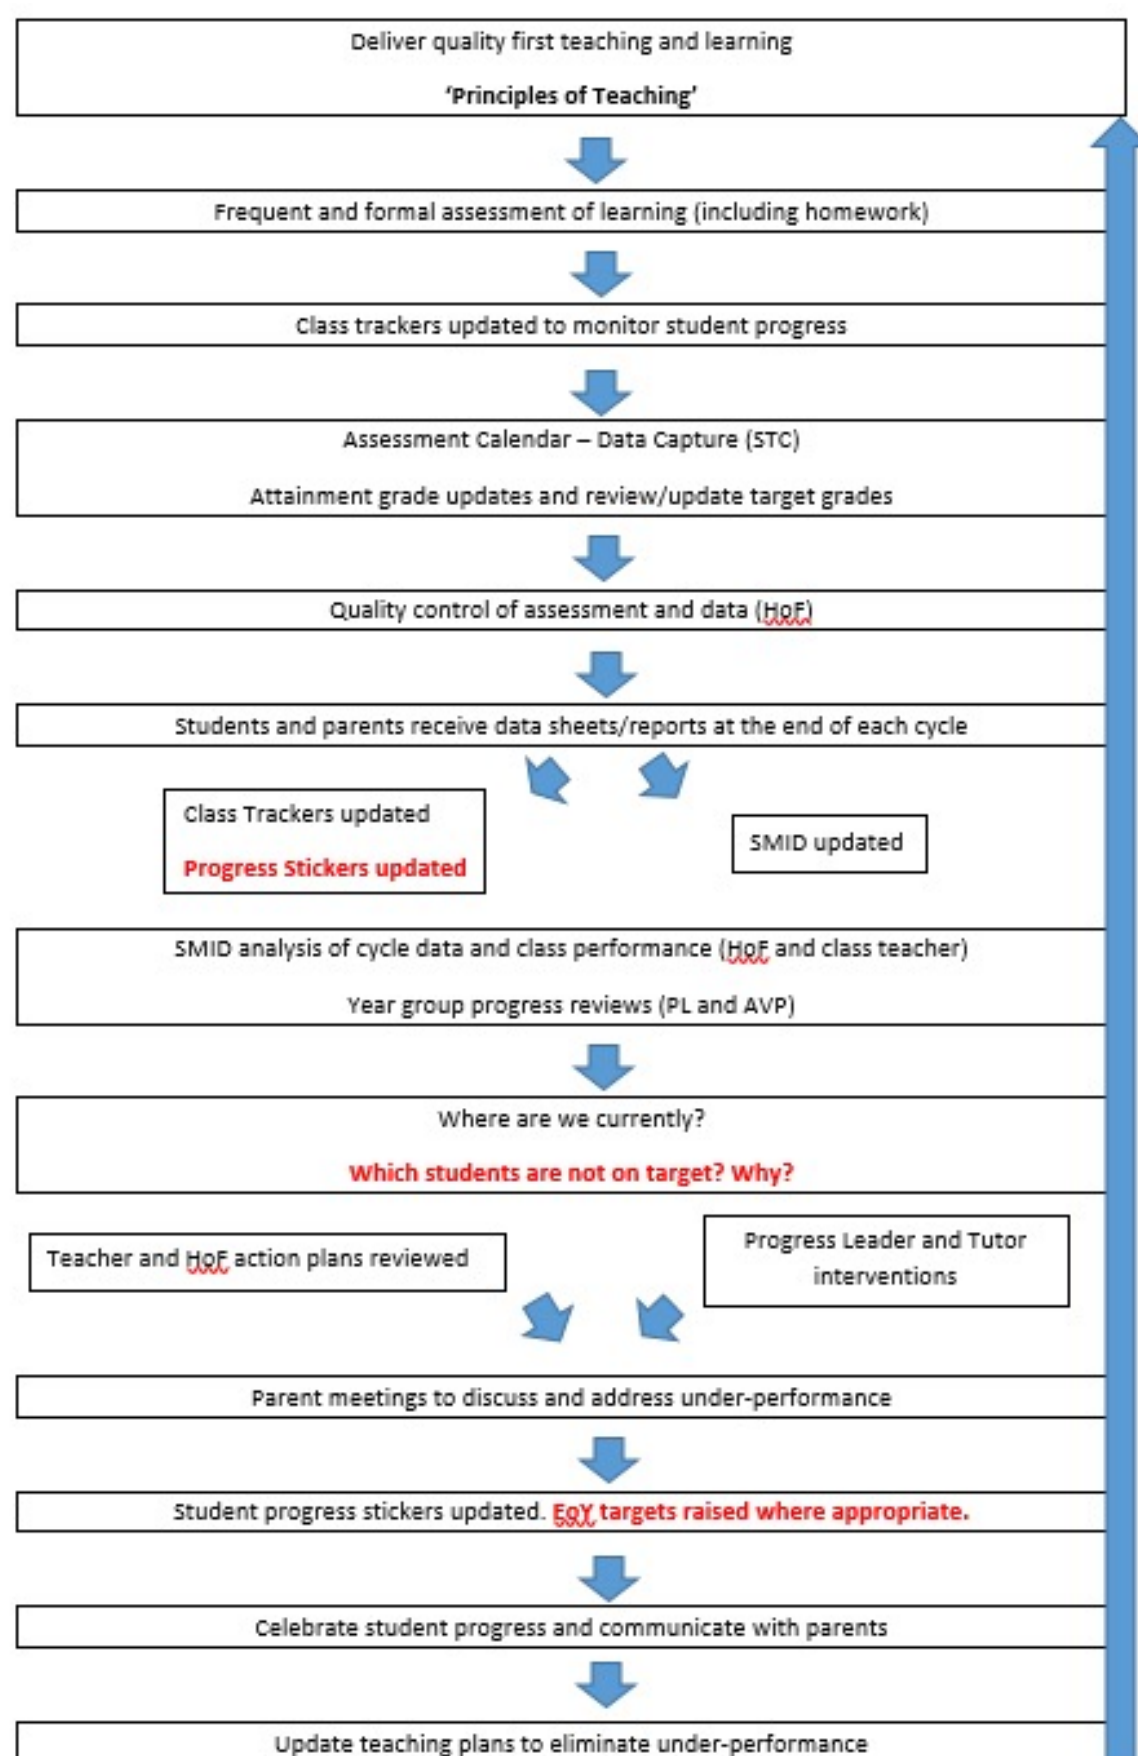 Deliver quality first teaching and learning
‘Principles of Teaching’
Frequent and formal assessment of learning (including homework)
Class trackers updated to monitor student progress
Assessment Calendar – Data Capture (STC)
Attainment grade updates and review/update target grades
Quality control of assessment and data (HoF)
Students and parents receive data sheets/reports at the end of each cycle
Class Trackers updated
Progress Stickers updated
SMID updated
SMID analysis of cycle data and class performance (HoF and class teacher)
Year group progress reviews (PL and AVP)
Where are we currently?
Which students are not on target? Why?
Teacher and HoF action plans reviewed
Progress Leader and Tutor
interventions
Parent meetings to discuss and address under-performance
Student progress stickers updated. EoY targets raised where appropriate.
Celebrate student progress and communicate with parents
Update teaching plans to eliminate under-performance